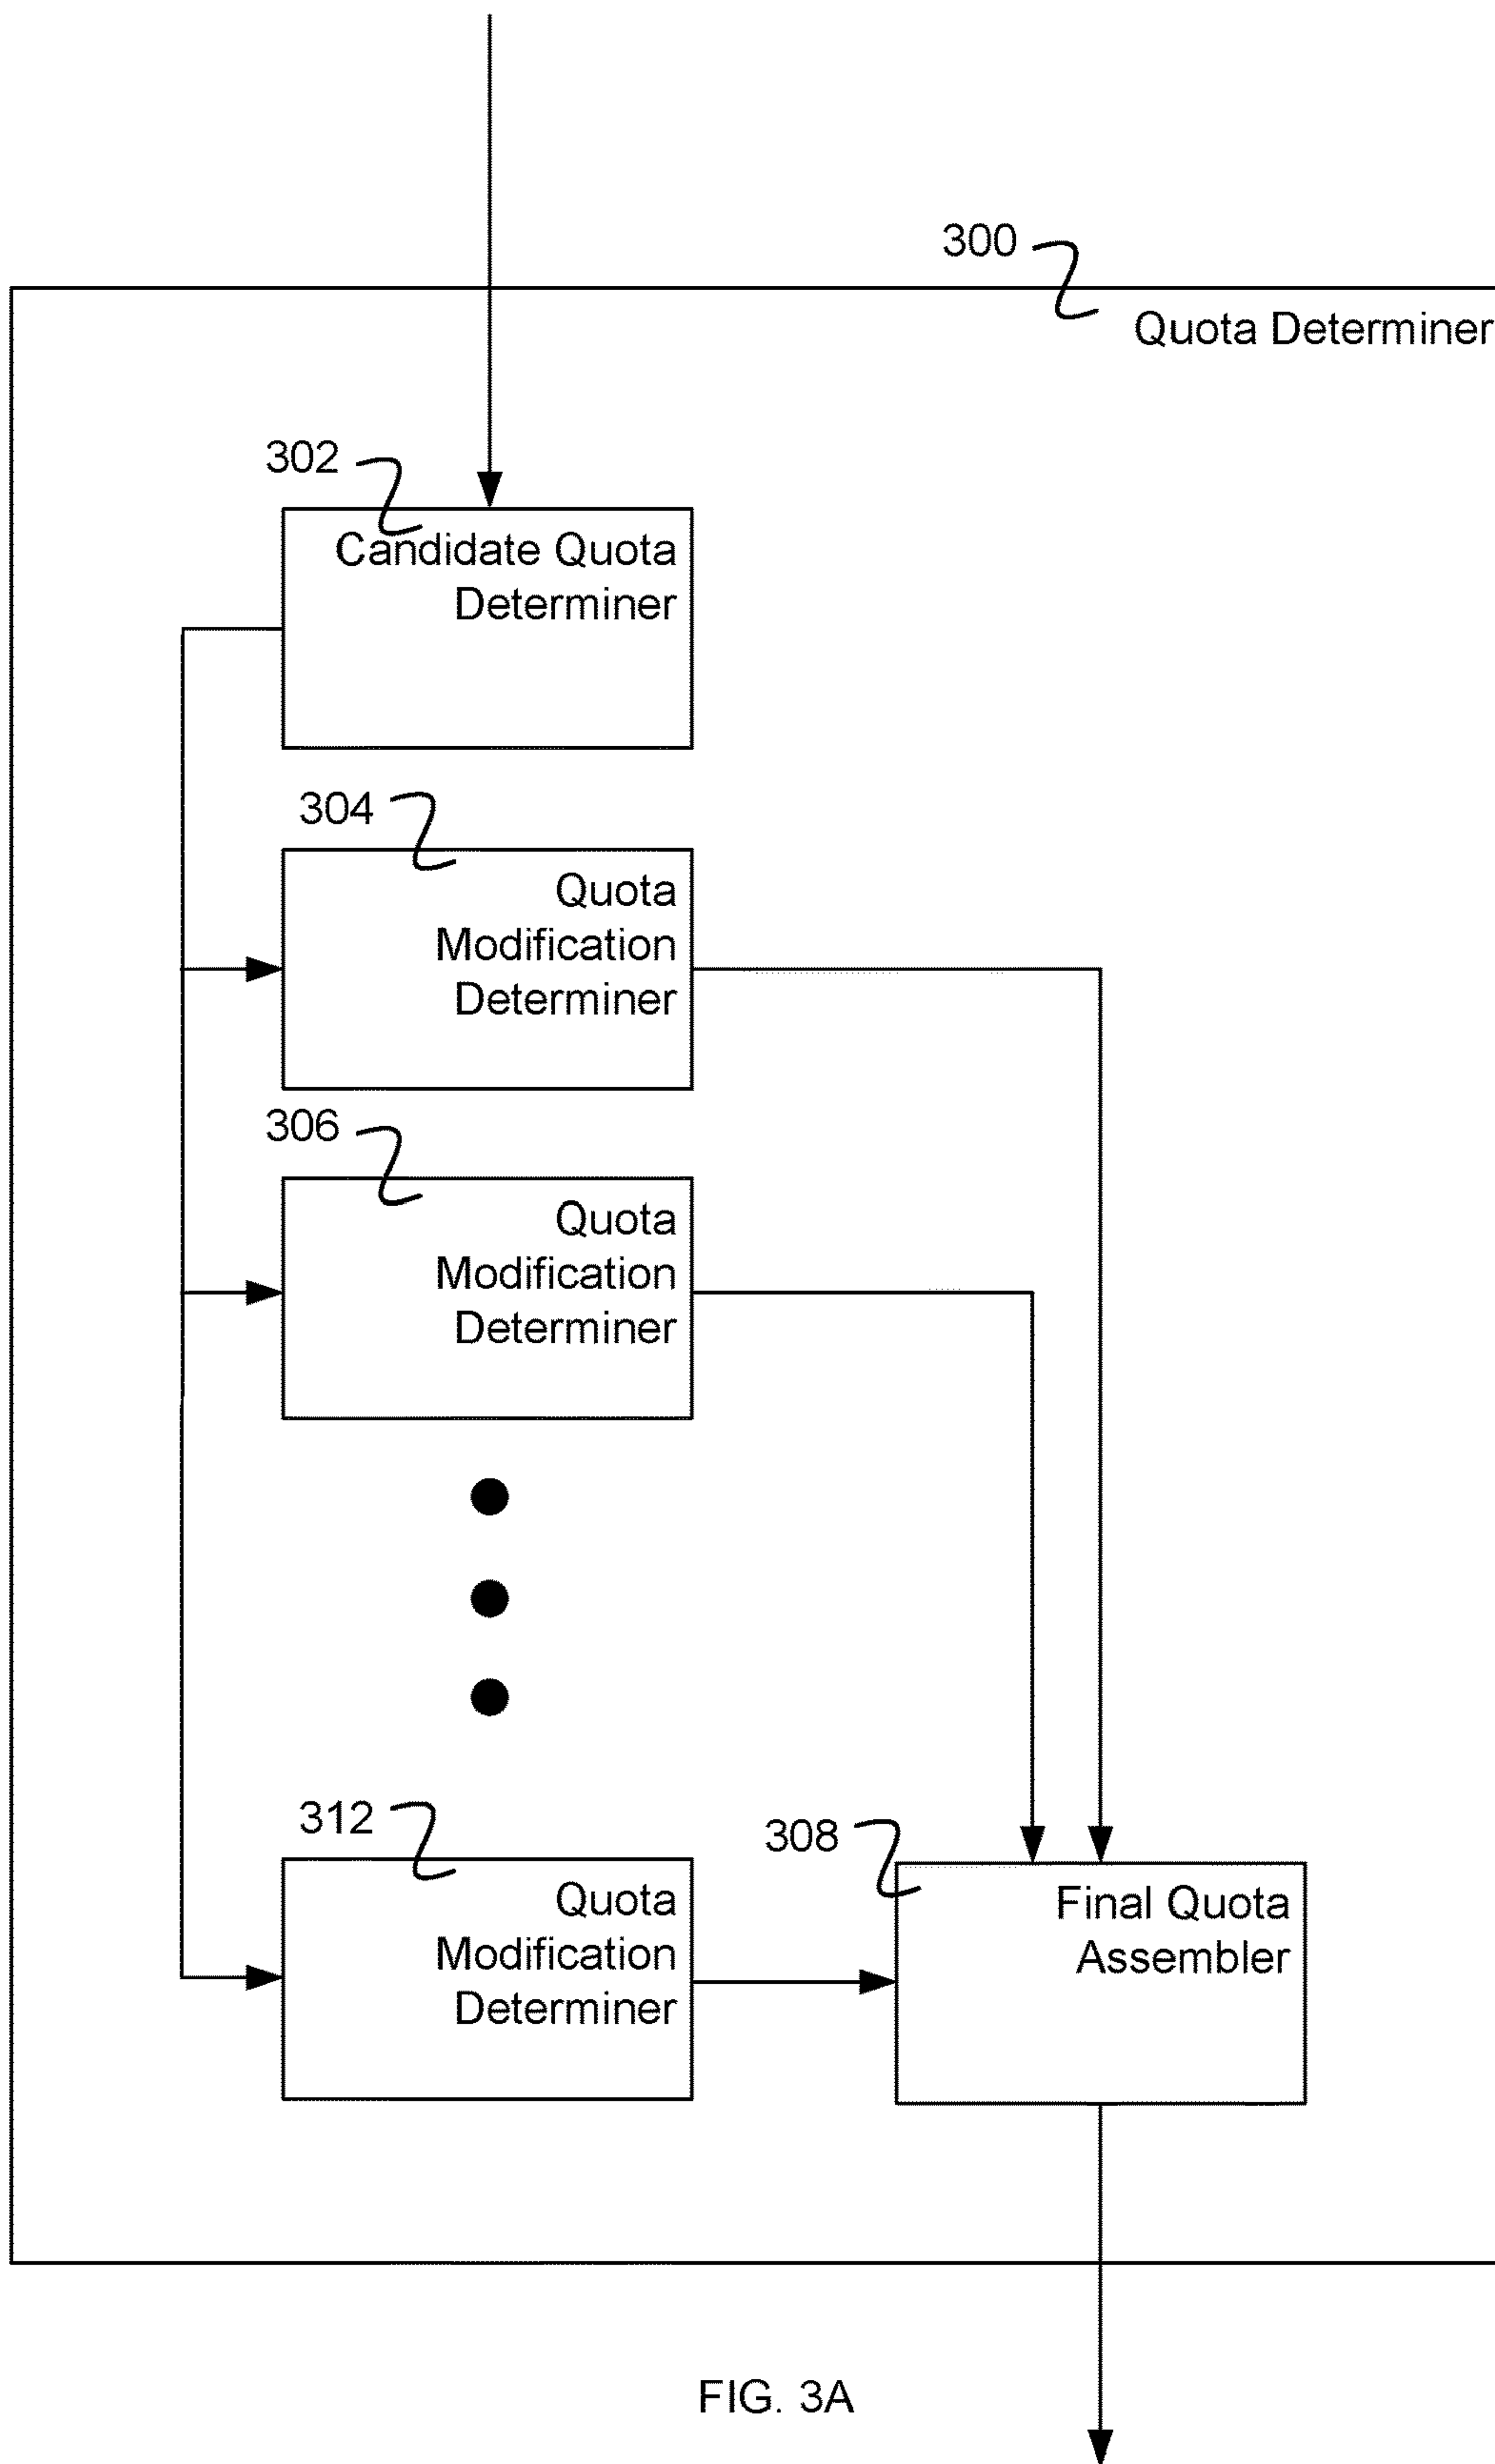 300
Quota Determiner
302
Candidate Quota
Determiner
304
Quota
Modification
Determiner
306
Quota
Modification
Determiner
312
Quota
Modification
Determiner
308
Final Quota
Assembler
FIG. 3A